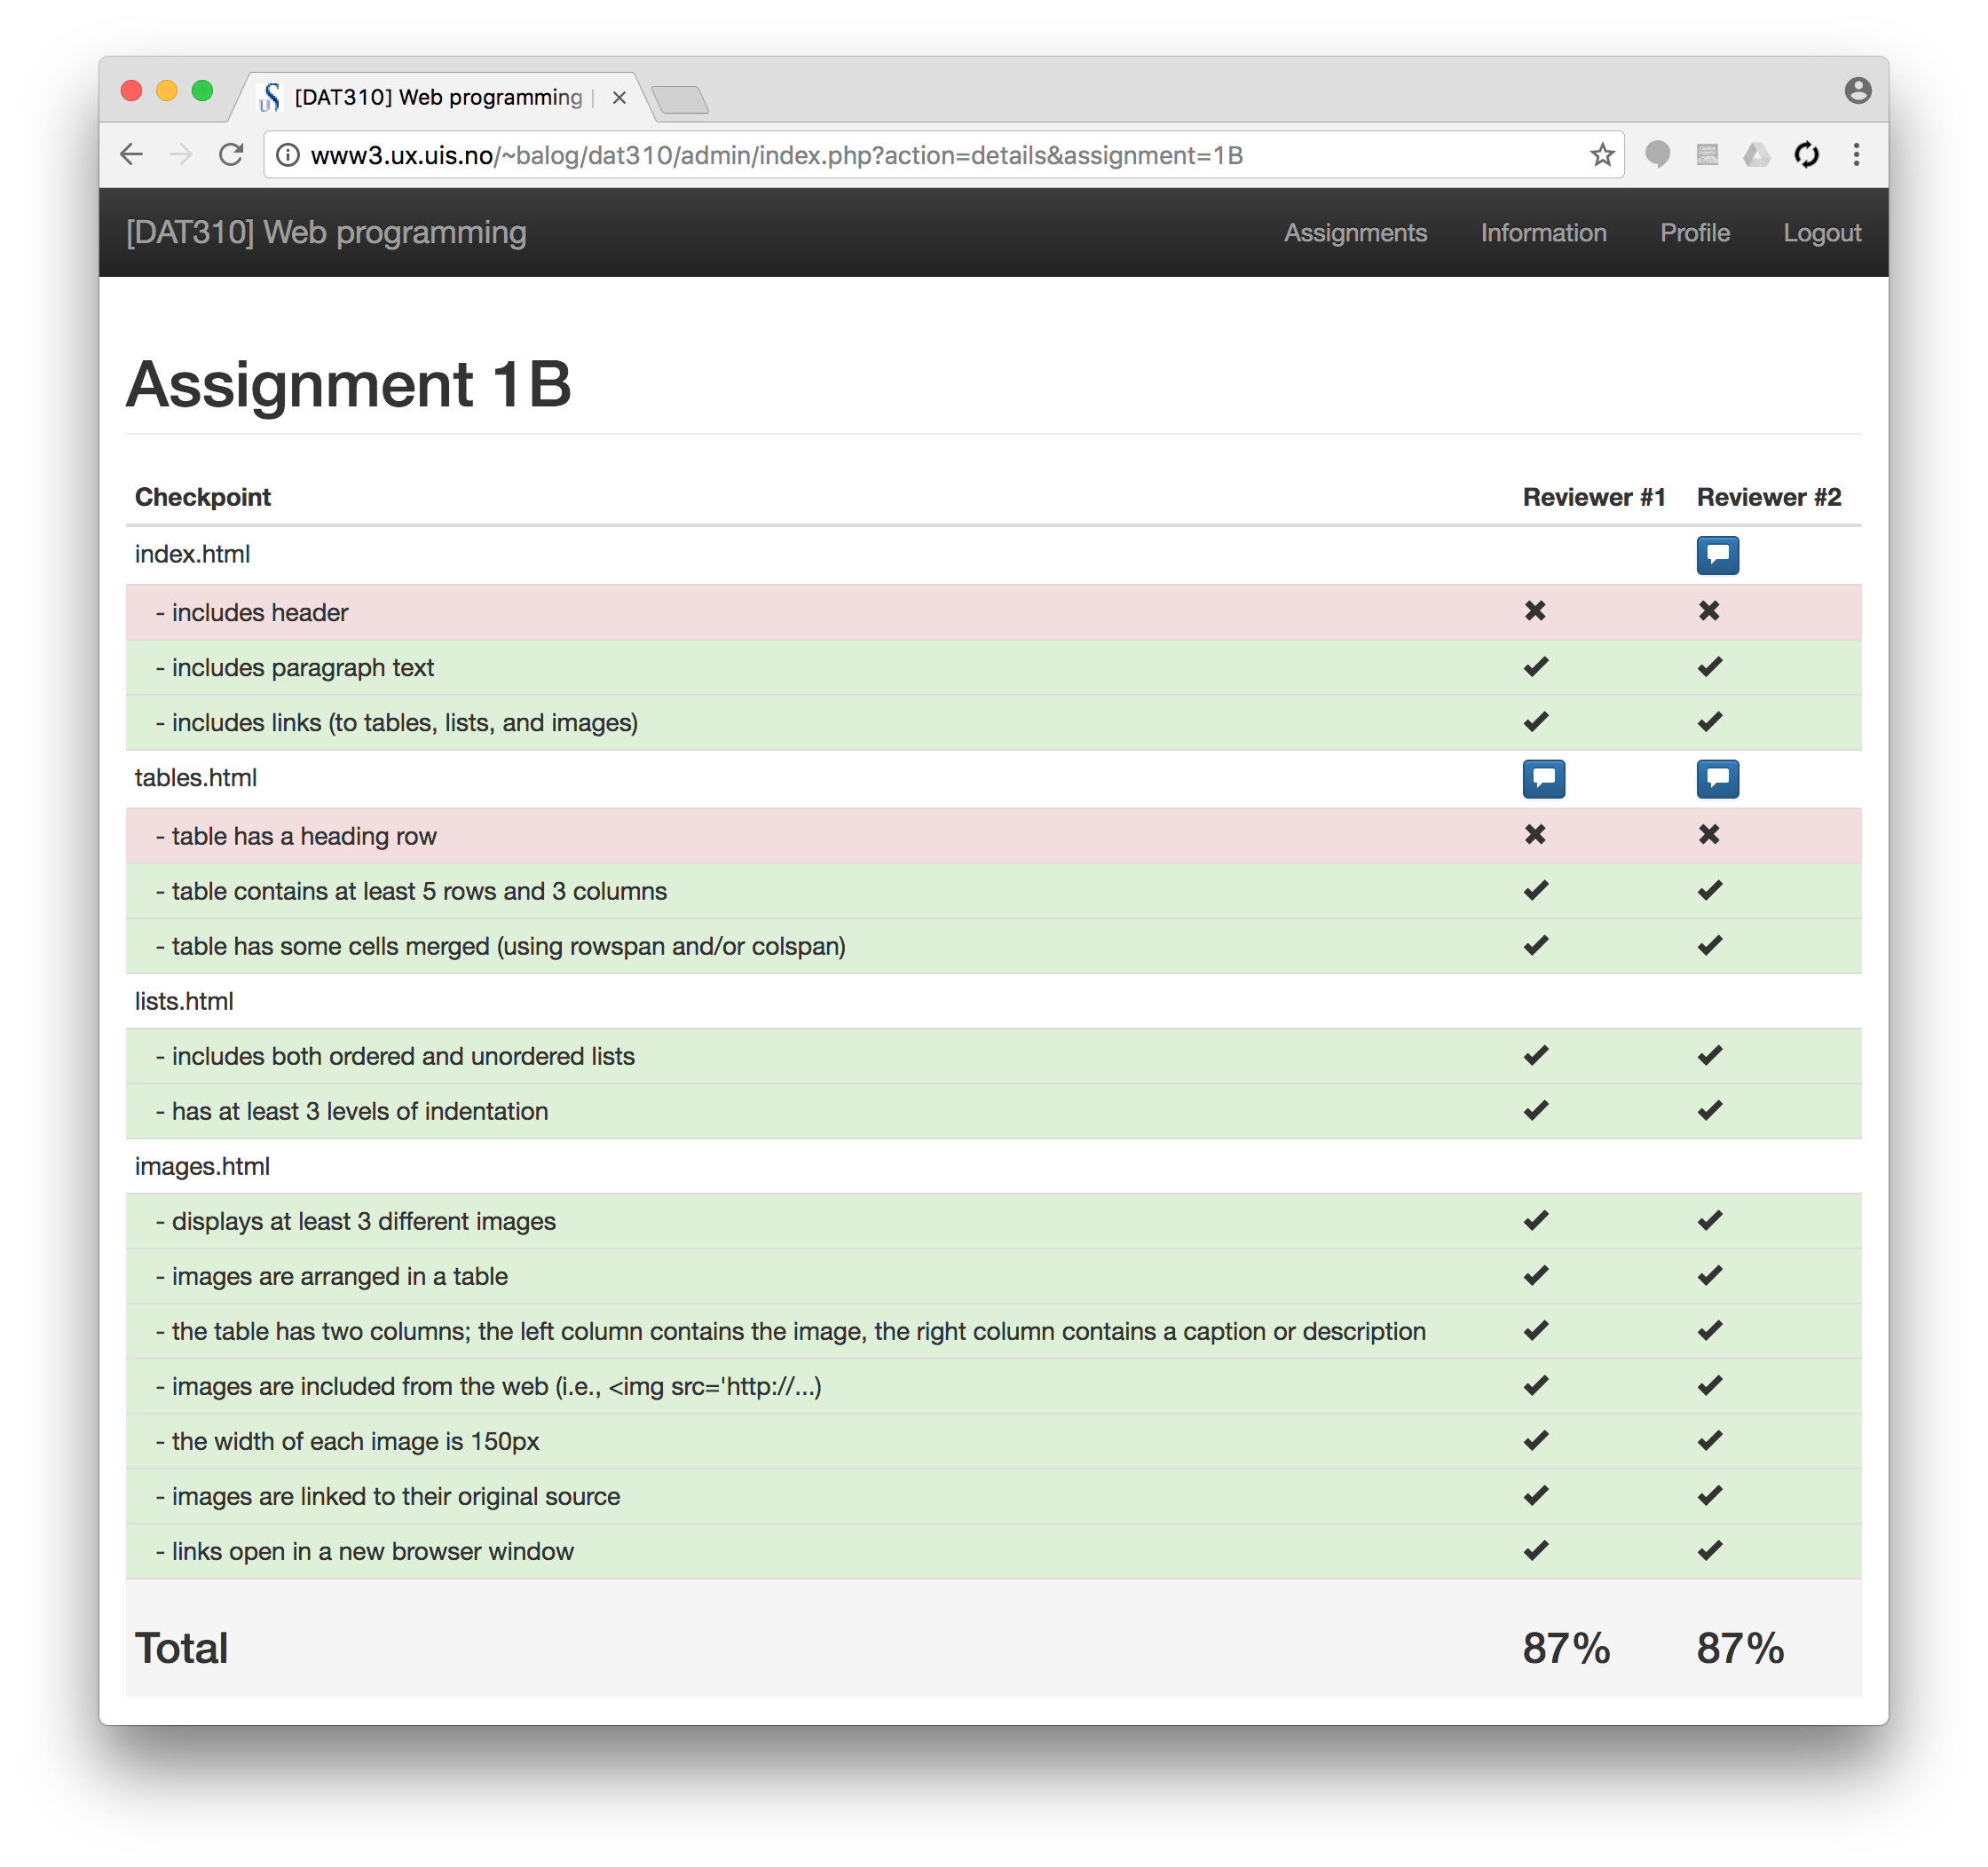 [DAT310] Web programming |
www3.ux.uis.no/~balog/dat310/admin/index.php?action=details&assignment=1B
[DAT310] Web programming Assignments Information Profile Logout
Assignment 1B
Checkpoint Reviewer #1 Reviewer #2
index.html
- includes header
- includes paragraph text
- includes links (to tables, lists, and images)
tables.html
- table has a heading row
- table contains at least 5 rows and 3 columns
- table has some cells merged (using rowspan and/or colspan)
lists.html
- includes both ordered and unordered lists
- has at least 3 levels of indentation
images.html
- displays at least 3 different images
- images are arranged in a table
- the table has two columns; the left column contains the image, the right column contains a caption or description
- images are included from the web (i.e., <img src='http://...)
- the width of each image is 150px
- images are linked to their original source
- links open in a new browser window
Total 87% 87%